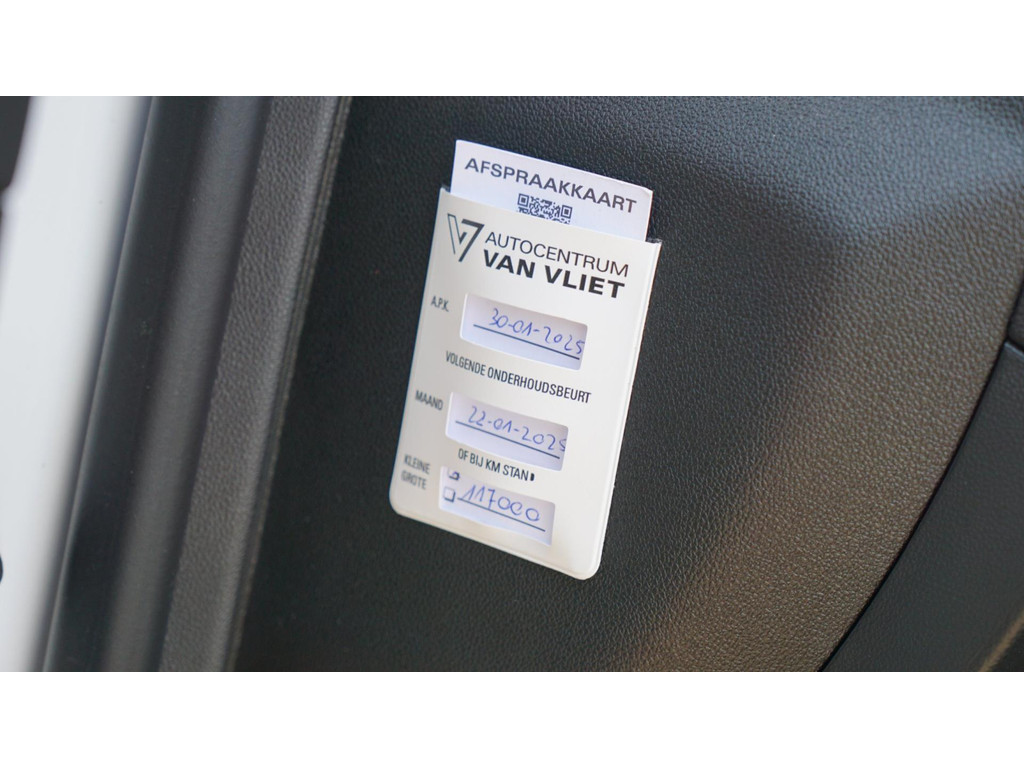 AFSPRAAKKAART
AUTOCENTRUM
VAN VLIET
A.P.K.
30-01-2025
VOLGENDE ONDERHOUDSBEURT
MAAND
22-01-2025
OF BIJ KM STAND
KLEINE
GROTE
117000